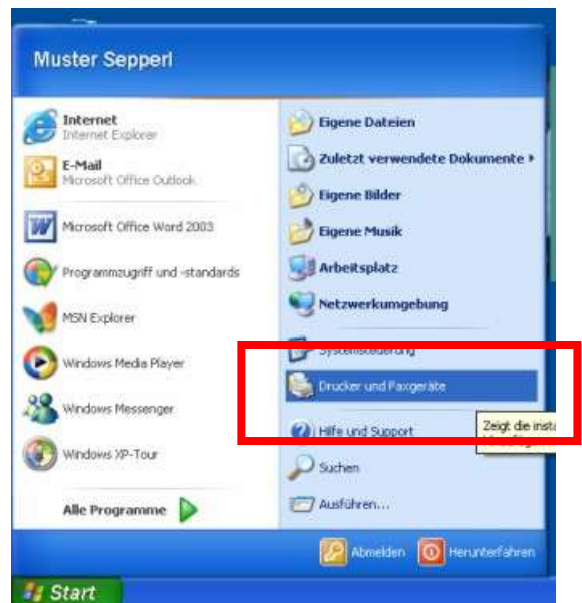 Muster Sepperl
Internet
Internet Explorer
E-Mail
Microsoft Office Outlook
Microsoft Office Word 2003
Programmzugriff und -standards
MSN Explorer
Windows Media Player
Windows Messenger
Windows XP-Tour
Alle Programme
Eigene Dateien
Zuletzt verwendete Dokumente
Eigene Bilder
Eigene Musik
Arbeitsplatz
Netzwerkumgebung
Systemsteuerung
Drucker und Faxgeräte
Zeigt die insta
Hilfe und Support
Suchen
Ausführen...
Abmelden
Herunterfahren
Start